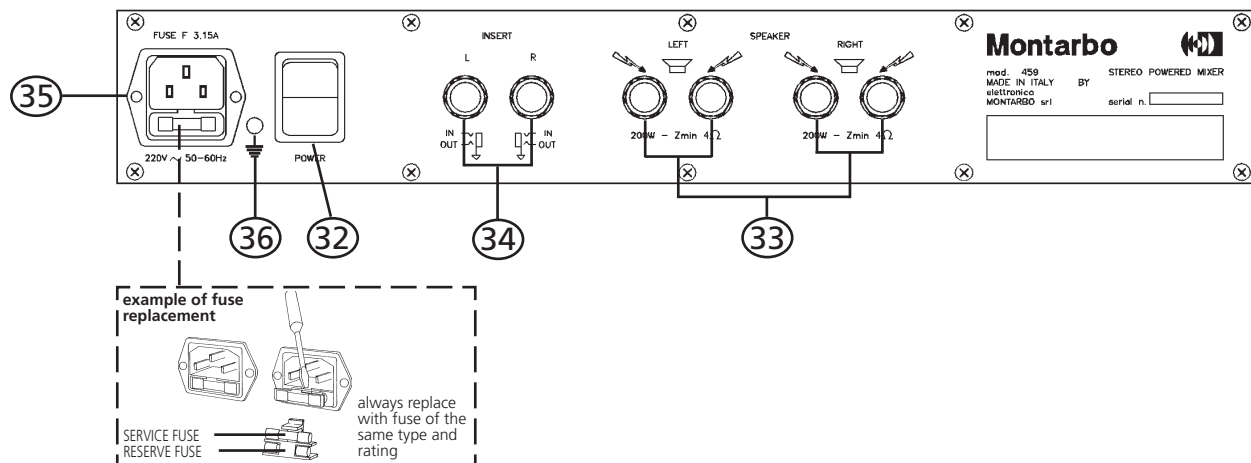 FUSE F 3.15A
INSERT
L
R
SPEAKER
LEFT
RIGHT
Montarbo
mod. 459
STEREO POWERED MIXER
MADE IN ITALY BY
elettronica
MONTARBO srl
serial n.
35
IN
OUT
IN
OUT
200W - Zmin 4Ω
200W - Zmin 4Ω
220V ~ 50-60Hz
POWER
36
32
34
33
example of fuse
replacement
always replace
with fuse of the
same type and
rating
SERVICE FUSE
RESERVE FUSE